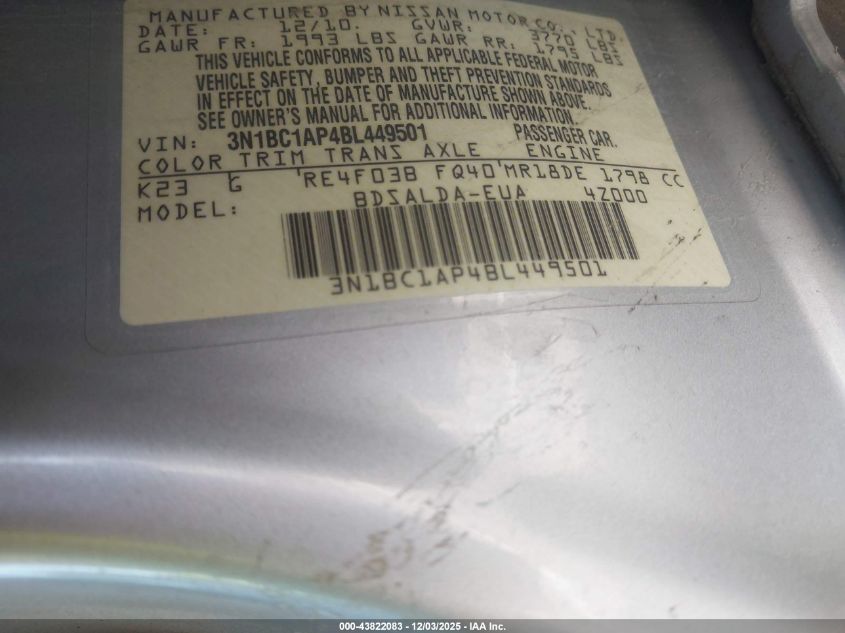 MANUFACTURED BY NISSAN MOTOR CO., LTD.
DATE: 12/10. GVWR: 3770 LBS
GAWR FR: 1993 LBS GAWR RR: 1795 LBS
THIS VEHICLE CONFORMS TO ALL APPLICABLE FEDERAL MOTOR
VEHICLE SAFETY, BUMPER AND THEFT PREVENTION STANDARDS
IN EFFECT ON THE DATE OF MANUFACTURE SHOWN ABOVE.
SEE OWNER'S MANUAL FOR ADDITIONAL INFORMATION.
VIN: 3N1BC1AP4BL449501 PASSENGER CAR.
COLOR TRIM TRANS AXLE ENGINE
K23 G RE4F03B FQ40 MR18DE 1798 CC
MODEL: BDSALDA-EUA 4Z000
3N1BC1AP4BL449501
000-43822083 - 12/03/2025 - IAA Inc.